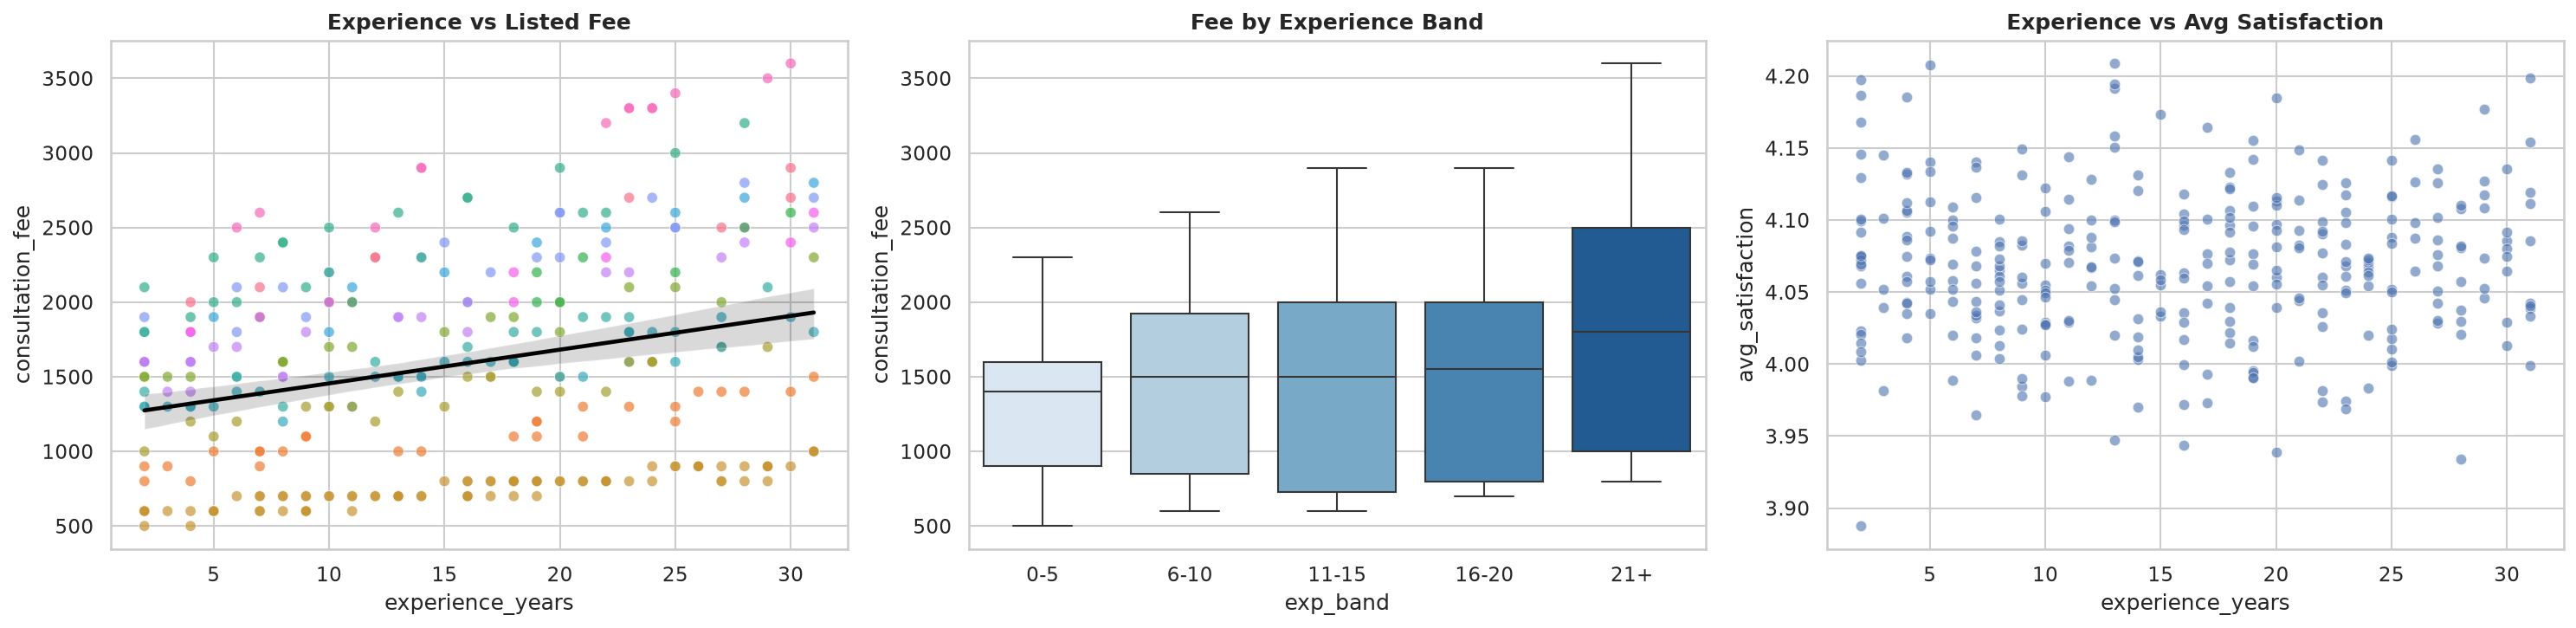 Experience vs Listed Fee
3500
3000
2500
2000
1500
1000
500
consultation_fee
5 10 15 20 25 30
experience_years
Fee by Experience Band
3500
3000
2500
2000
1500
1000
500
consultation_fee
0-5 6-10 11-15 16-20 21+
exp_band
Experience vs Avg Satisfaction
4.20
4.15
4.10
4.05
4.00
3.95
3.90
avg_satisfaction
5 10 15 20 25 30
experience_years